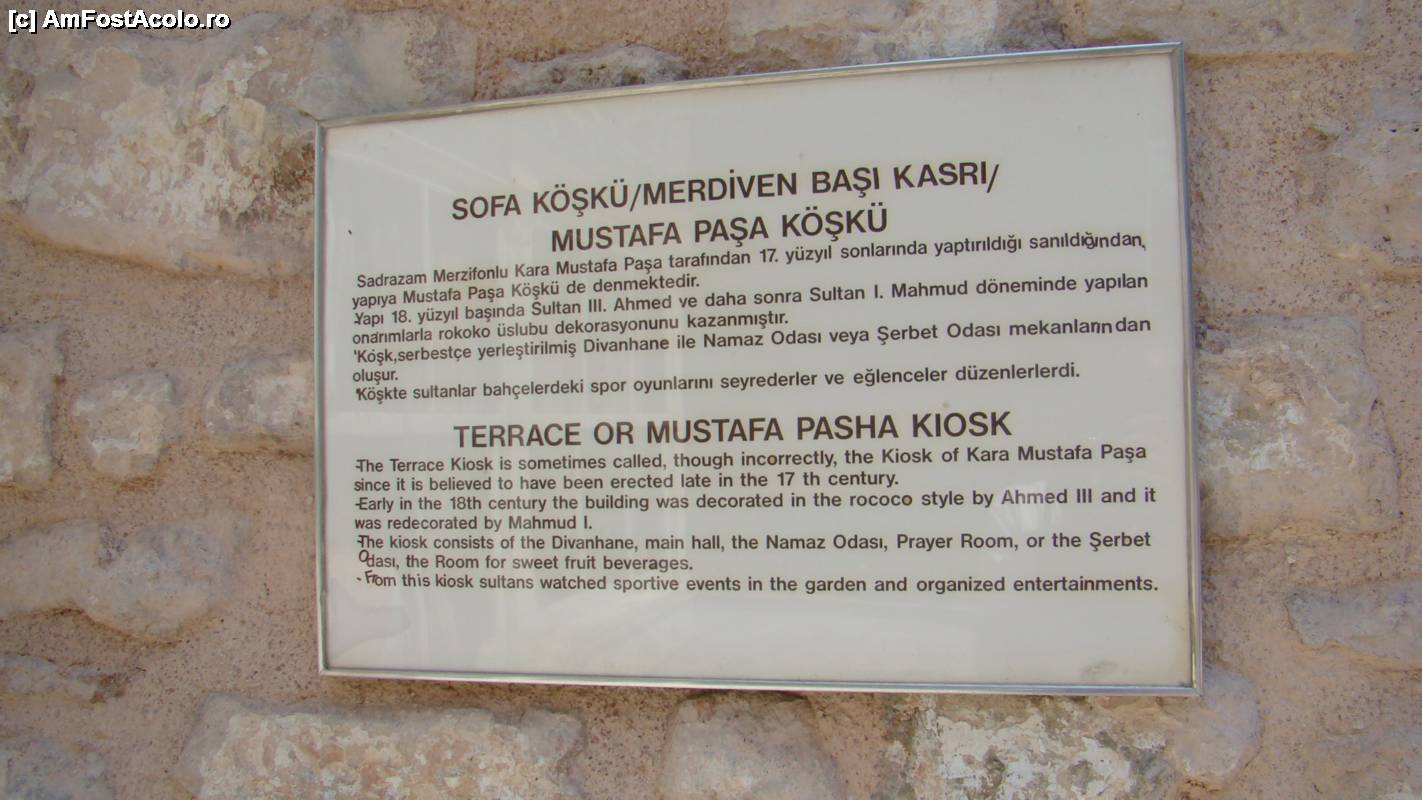 [c] AmFostAcolo.ro
SOFA KÖŞKÜ/MERDİVEN BAŞI KASRI/
MUSTAFA PAŞA KÖŞKÜ
Sadrazam Merzifonlu Kara Mustafa Paşa tarafından 17. yüzyıl sonlarında yaptırıldığı sanıldığından,
yapıya Mustafa Paşa Köşkü de denmektedir.
-Yapı 18. yüzyıl başında Sultan III. Ahmed ve daha sonra Sultan I. Mahmud döneminde yapılan
onarımlarla rokoko üslubu dekorasyonunu kazanmıştır.
'Köşk,serbestçe yerleştirilmiş Divanhane ile Namaz Odası veya Şerbet Odası mekanlarından
oluşur.
'Köşkte sultanlar bahçelerdeki spor oyunlarını seyrederler ve eğlenceler düzenlerlerdi.
TERRACE OR MUSTAFA PASHA KIOSK
-The Terrace Kiosk is sometimes called, though incorrectly, the Kiosk of Kara Mustafa Paşa
since it is believed to have been erected late in the 17 th century.
-Early in the 18th century the building was decorated in the rococo style by Ahmed III and it
was redecorated by Mahmud I.
-The kiosk consists of the Divanhane, main hall, the Namaz Odası, Prayer Room, or the Şerbet
Odası, the Room for sweet fruit beverages.
- From this kiosk sultans watched sportive events in the garden and organized entertainments.